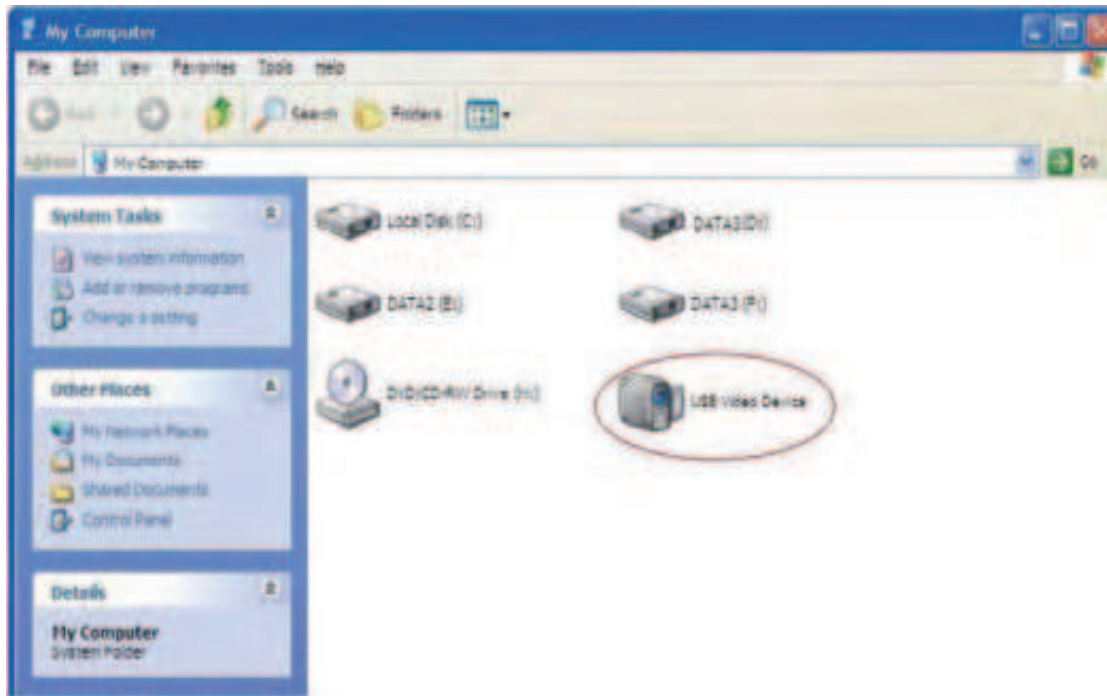 My Computer
File Edit View Favorites Tools Help
Back Search Folders
Address My Computer Go
System Tasks
View system information
Add or remove programs
Change a setting
Other Places
My Network Places
My Documents
Shared Documents
Control Panel
Details
My Computer
System Folder
Local Disk (C:)
DATA2 (E:)
DVD/CD-RW Drive (H:)
USB Video Device